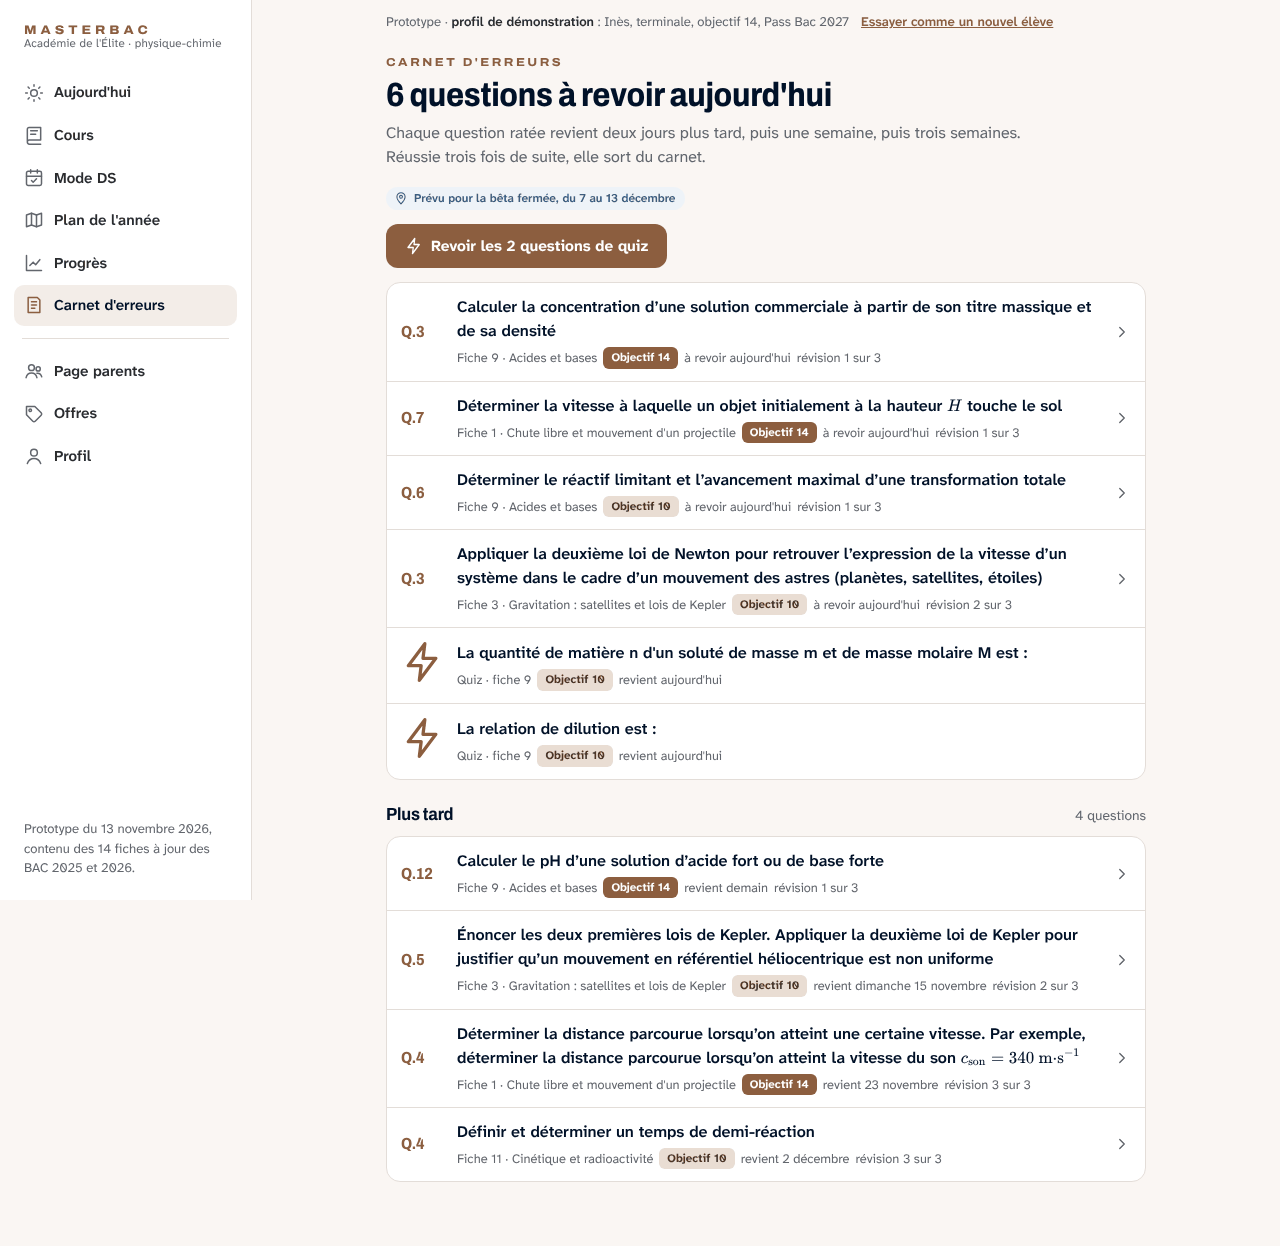 MASTERBAC
Académie de l'Élite · physique-chimie
Aujourd'hui
Cours
Mode DS
Plan de l'année
Progrès
Carnet d'erreurs
Page parents
Offres
Profil
Prototype du 13 novembre 2026,
contenu des 14 fiches à jour des
BAC 2025 et 2026.
Prototype · profil de démonstration : Inès, terminale, objectif 14, Pass Bac 2027 Essayer comme un nouvel élève
CARNET D'ERREURS
6 questions à revoir aujourd'hui
Chaque question ratée revient deux jours plus tard, puis une semaine, puis trois semaines.
Réussie trois fois de suite, elle sort du carnet.
Prévu pour la bêta fermée, du 7 au 13 décembre
Revoir les 2 questions de quiz
Q.3
Calculer la concentration d’une solution commerciale à partir de son titre massique et
de sa densité
Fiche 9 · Acides et bases Objectif 14 à revoir aujourd'hui révision 1 sur 3
Q.7
Déterminer la vitesse à laquelle un objet initialement à la hauteur H touche le sol
Fiche 1 · Chute libre et mouvement d'un projectile Objectif 14 à revoir aujourd'hui révision 1 sur 3
Q.6
Déterminer le réactif limitant et l’avancement maximal d’une transformation totale
Fiche 9 · Acides et bases Objectif 10 à revoir aujourd'hui révision 1 sur 3
Q.3
Appliquer la deuxième loi de Newton pour retrouver l’expression de la vitesse d’un
système dans le cadre d’un mouvement des astres (planètes, satellites, étoiles)
Fiche 3 · Gravitation : satellites et lois de Kepler Objectif 10 à revoir aujourd'hui révision 2 sur 3
La quantité de matière n d'un soluté de masse m et de masse molaire M est :
Quiz · fiche 9 Objectif 10 revient aujourd'hui
La relation de dilution est :
Quiz · fiche 9 Objectif 10 revient aujourd'hui
Plus tard
4 questions
Q.12
Calculer le pH d’une solution d’acide fort ou de base forte
Fiche 9 · Acides et bases Objectif 14 revient demain révision 1 sur 3
Q.5
Énoncer les deux premières lois de Kepler. Appliquer la deuxième loi de Kepler pour
justifier qu’un mouvement en référentiel héliocentrique est non uniforme
Fiche 3 · Gravitation : satellites et lois de Kepler Objectif 10 revient dimanche 15 novembre révision 2 sur 3
Q.4
Déterminer la distance parcourue lorsqu’on atteint une certaine vitesse. Par exemple,
déterminer la distance parcourue lorsqu’on atteint la vitesse du son c_son = 340 m·s⁻¹
Fiche 1 · Chute libre et mouvement d'un projectile Objectif 14 revient 23 novembre révision 3 sur 3
Q.4
Définir et déterminer un temps de demi-réaction
Fiche 11 · Cinétique et radioactivité Objectif 10 revient 2 décembre révision 3 sur 3